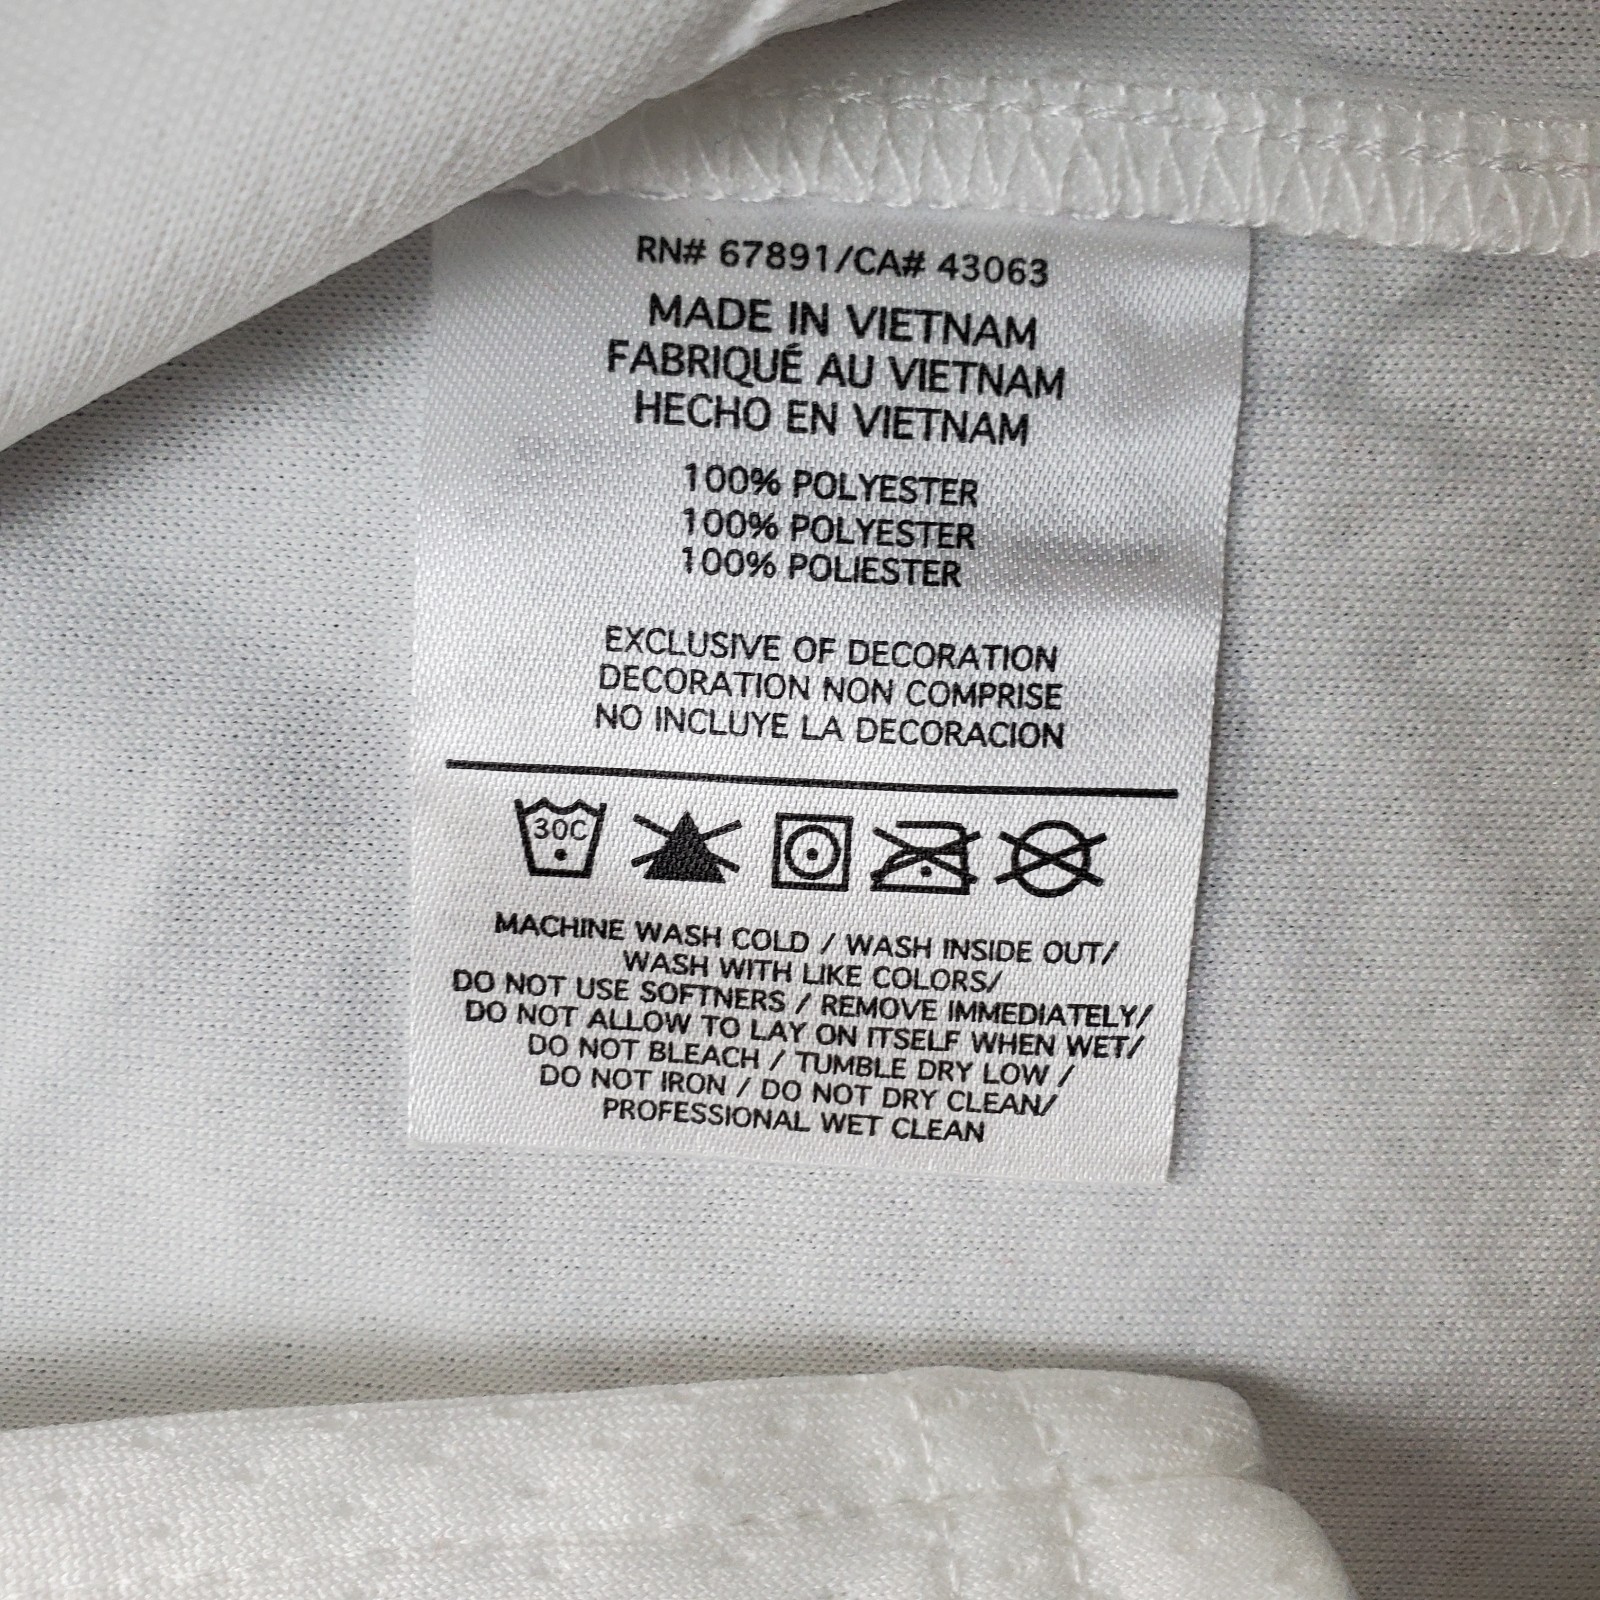 RN# 67891/CA# 43063
MADE IN VIETNAM
FABRIQUÉ AU VIETNAM
HECHO EN VIETNAM
100% POLYESTER
100% POLYESTER
100% POLIESTER
EXCLUSIVE OF DECORATION
DECORATION NON COMPRISE
NO INCLUYE LA DECORACION
30C
MACHINE WASH COLD / WASH INSIDE OUT/
WASH WITH LIKE COLORS/
DO NOT USE SOFTNERS / REMOVE IMMEDIATELY/
DO NOT ALLOW TO LAY ON ITSELF WHEN WET/
DO NOT BLEACH / TUMBLE DRY LOW /
DO NOT IRON / DO NOT DRY CLEAN/
PROFESSIONAL WET CLEAN